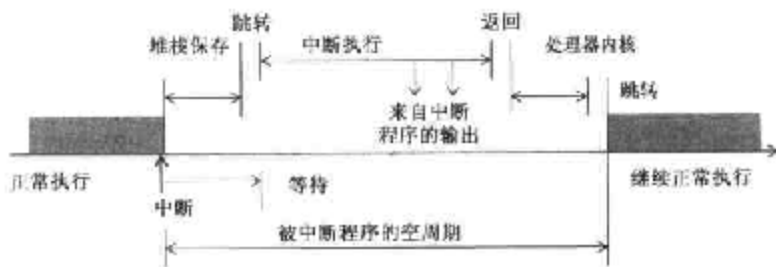 跳转
返回
堆栈保存
中断执行
处理器内核
跳转
来自中断
程序的输出
正常执行
等待
继续正常执行
中断
被中断程序的空周期